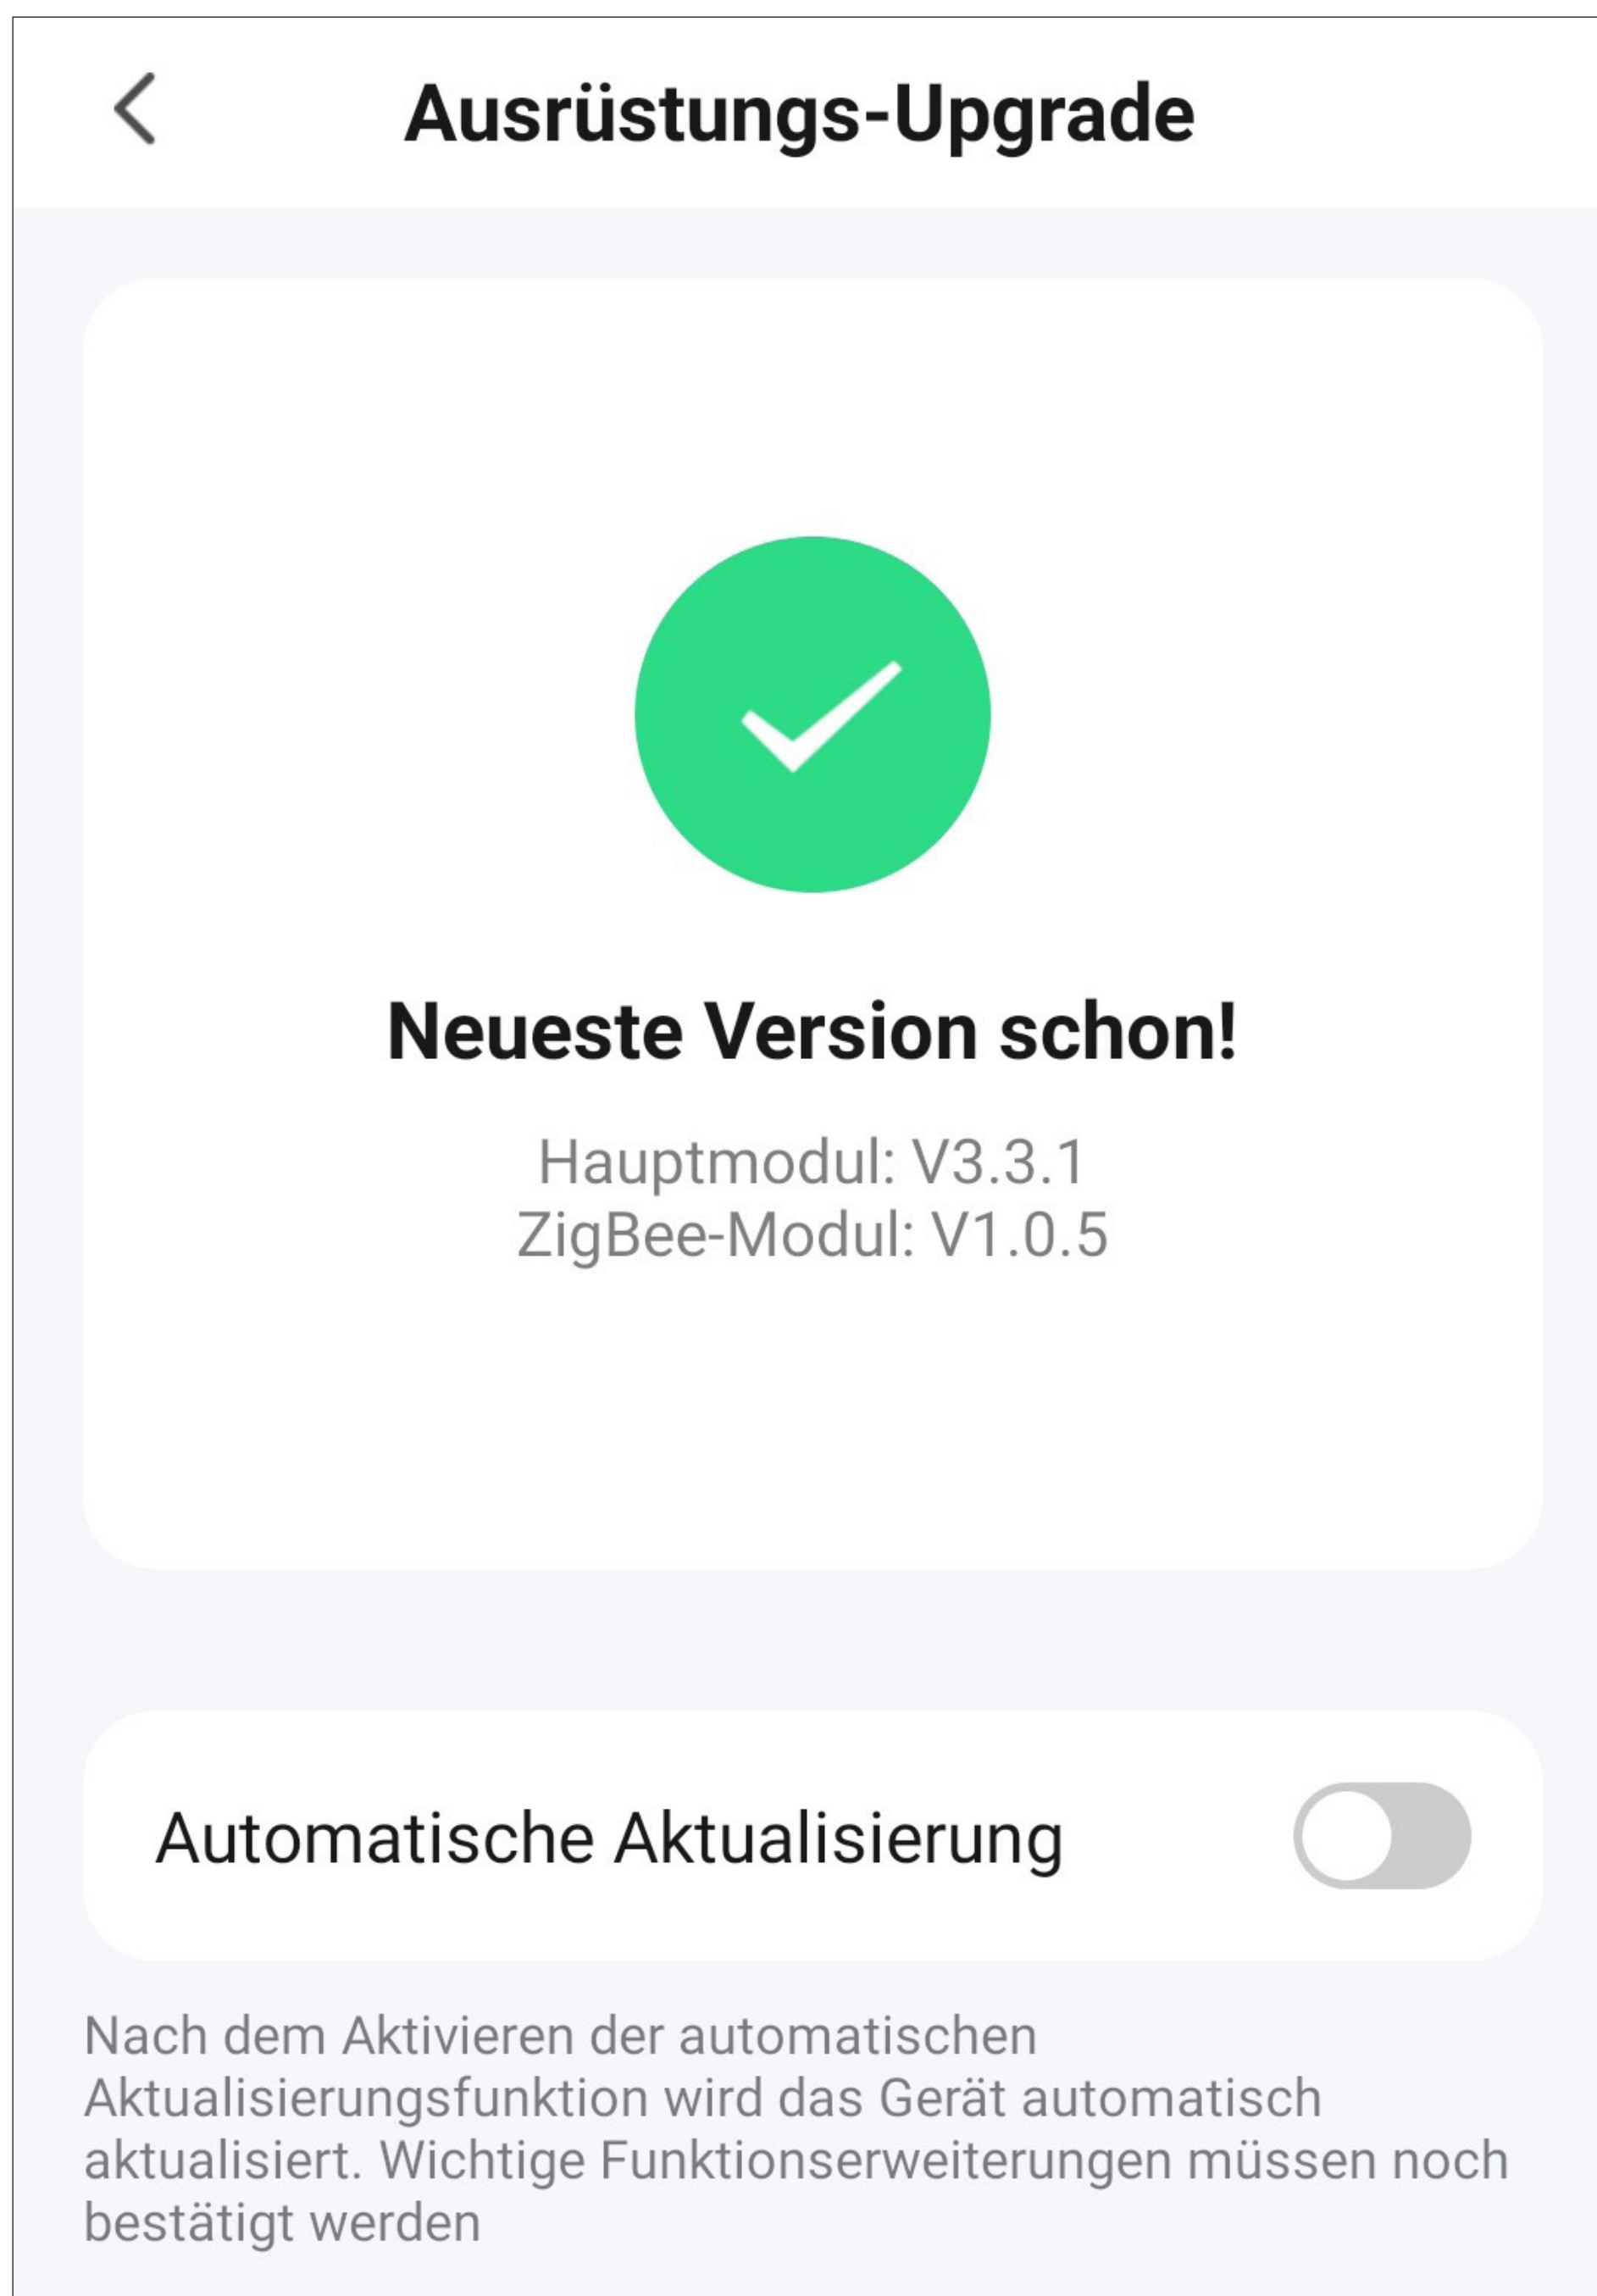 Ausrüstungs-Upgrade
Neueste Version schon!
Hauptmodul: V3.3.1
ZigBee-Modul: V1.0.5
Automatische Aktualisierung
Nach dem Aktivieren der automatischen
Aktualisierungsfunktion wird das Gerät automatisch
aktualisiert. Wichtige Funktionserweiterungen müssen noch
bestätigt werden